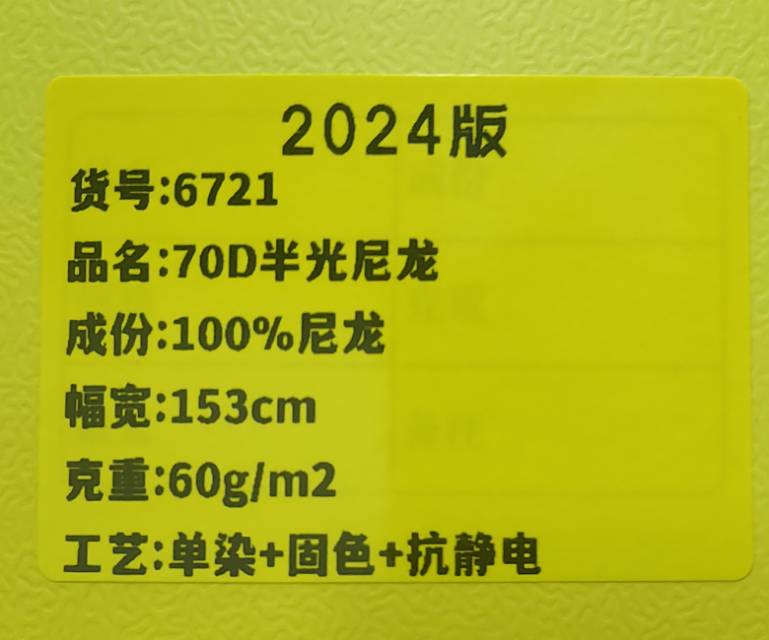 2024版
货号:6721
品名:70D半光尼龙
成份:100%尼龙
幅宽:153cm
克重:60g/m2
工艺:单染+固色+抗静电